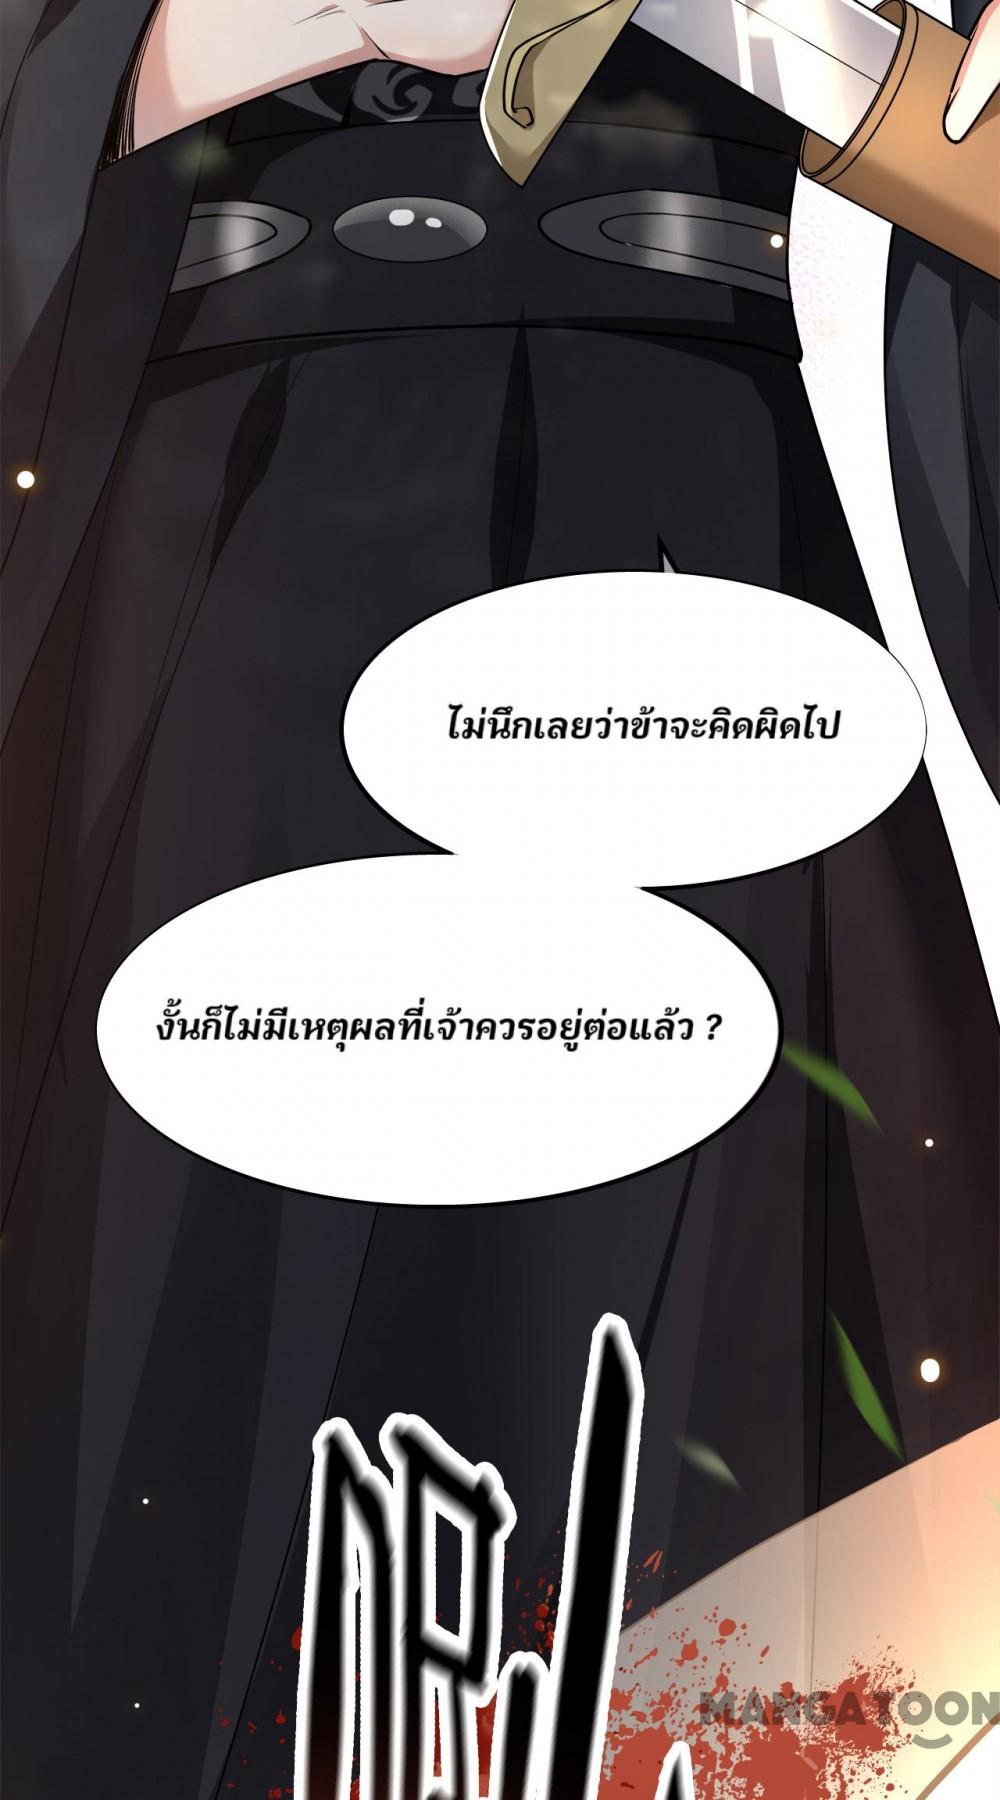 ไม่นึกเลยว่าข้าจะคิดผิดไป
งั้นก็ไม่มีเหตุผลที่เจ้าควรอยู่ต่อแล้ว ?
MANGATOON